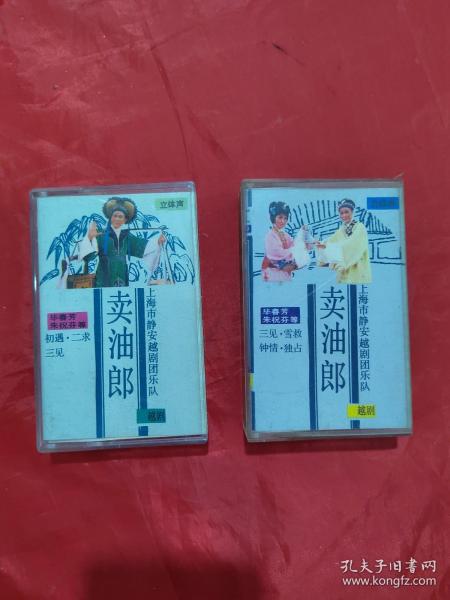 立体声
毕春芳
朱祝芬等
初遇·二求
三见
卖油郎
上海市静安越剧团乐队
越剧
立体声
毕春芳
朱祝芬等
三见·雪救
钟情·独占
卖油郎
上海市静安越剧团乐队
越剧
孔夫子旧书网
www.kongfz.com